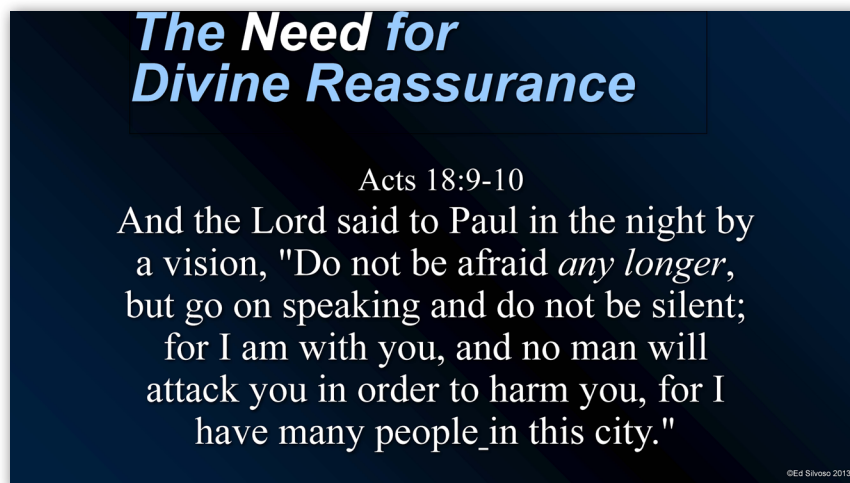 The Need for
Divine Reassurance
Acts 18:9-10
And the Lord said to Paul in the night by
a vision, "Do not be afraid any longer,
but go on speaking and do not be silent;
for I am with you, and no man will
attack you in order to harm you, for I
have many people in this city."
©Ed Silvoso 2013